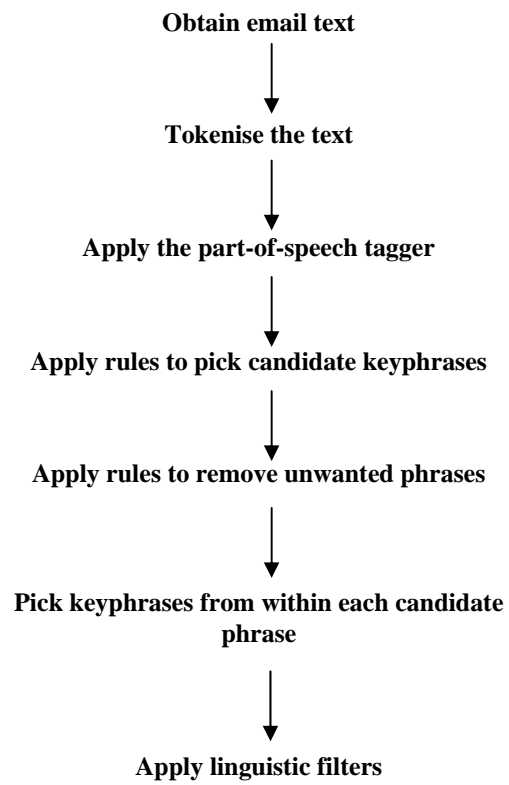 Obtain email text
Tokenise the text
Apply the part-of-speech tagger
Apply rules to pick candidate keyphrases
Apply rules to remove unwanted phrases
Pick keyphrases from within each candidate
phrase
Apply linguistic filters